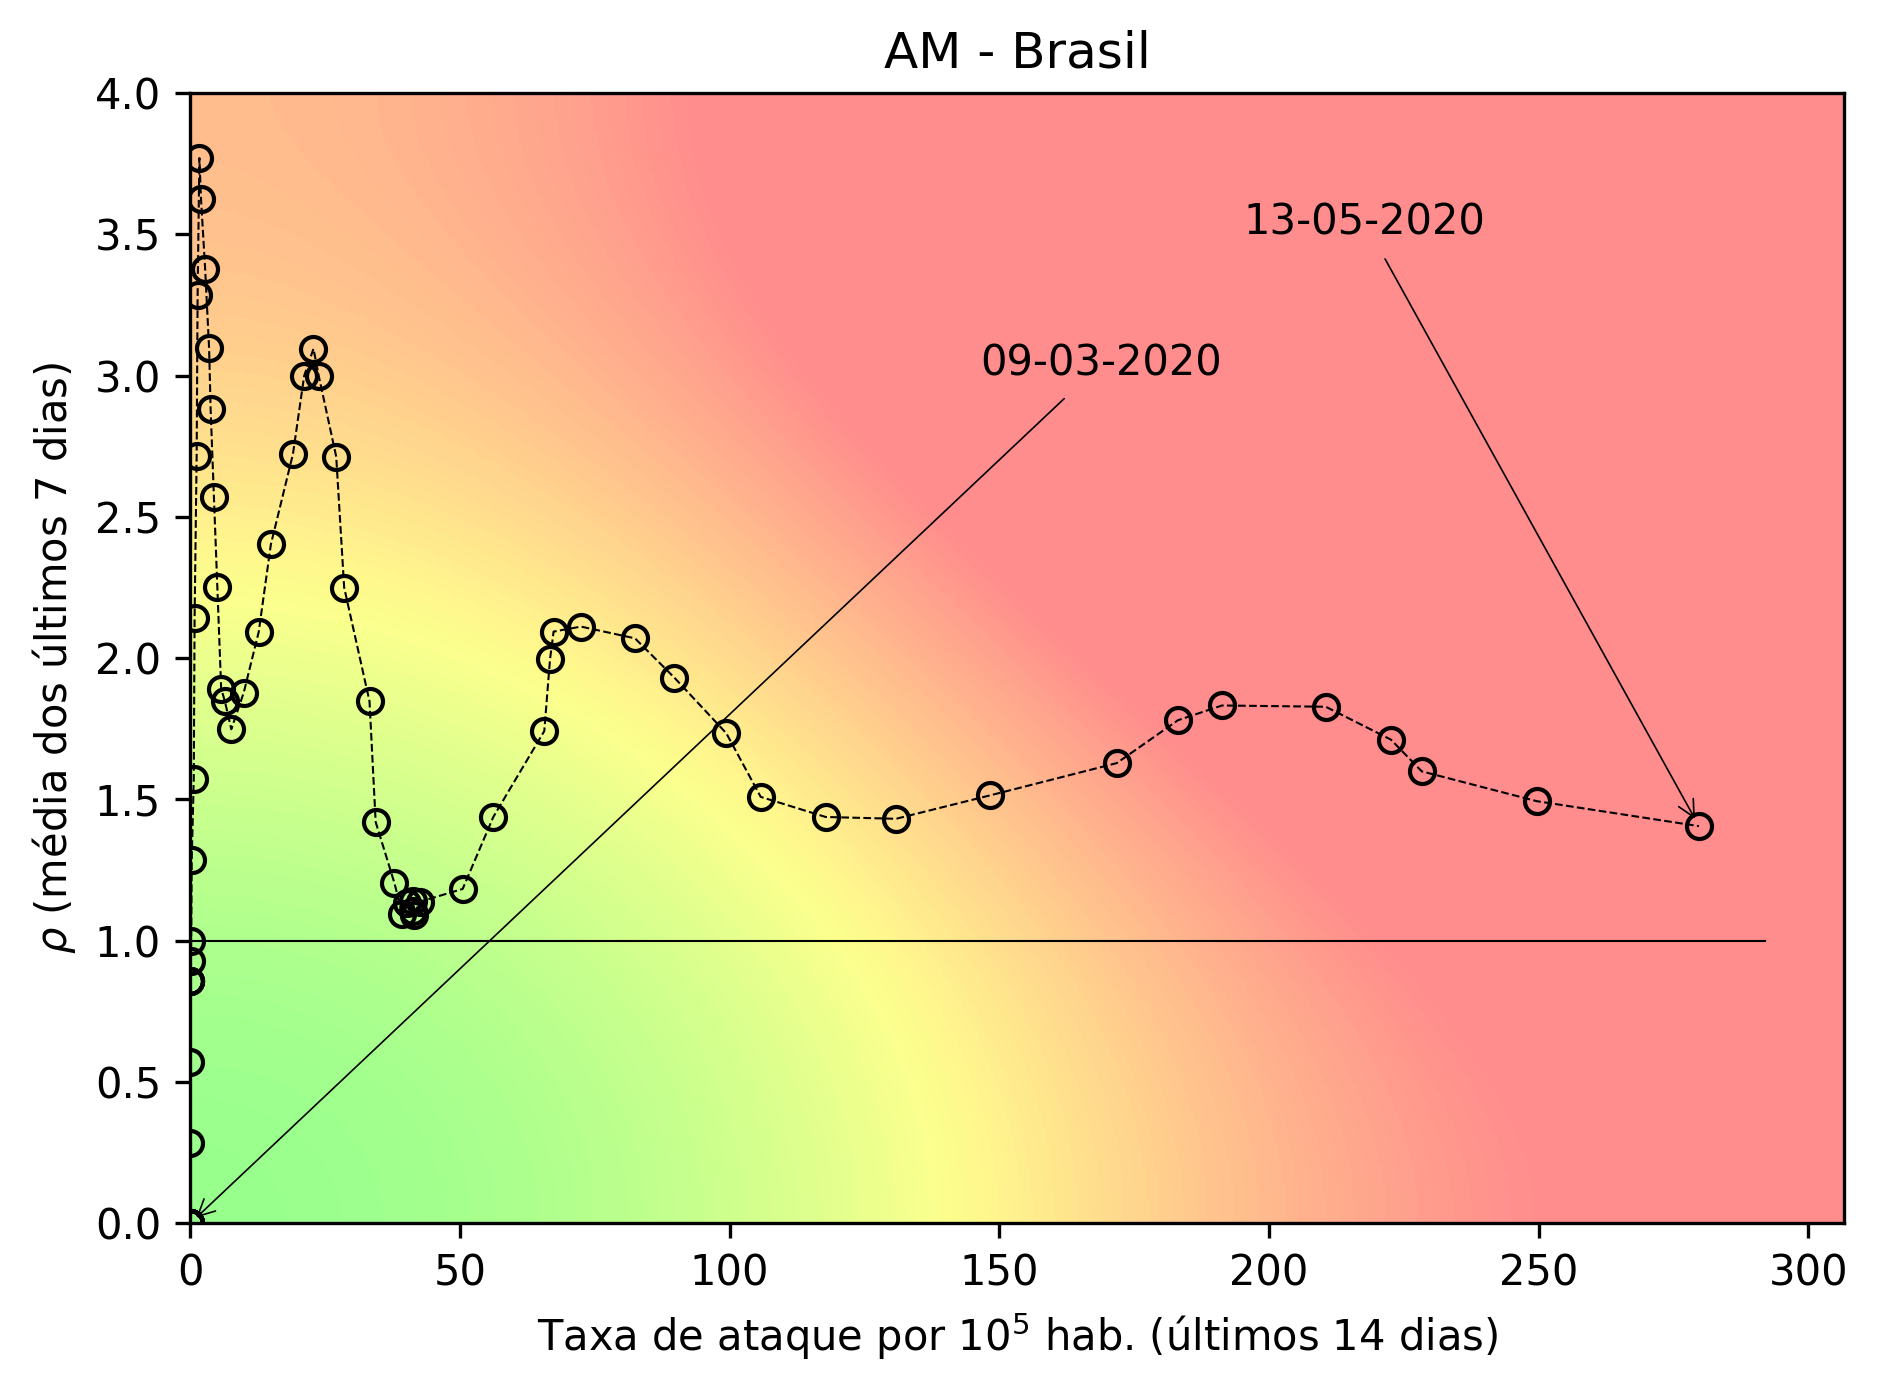 AM - Brasil
4.0
3.5
3.0
2.5
2.0
1.5
1.0
0.5
0.0
ρ (média dos últimos 7 dias)
13-05-2020
09-03-2020
0 50 100 150 200 250 300
Taxa de ataque por 10⁵ hab. (últimos 14 dias)